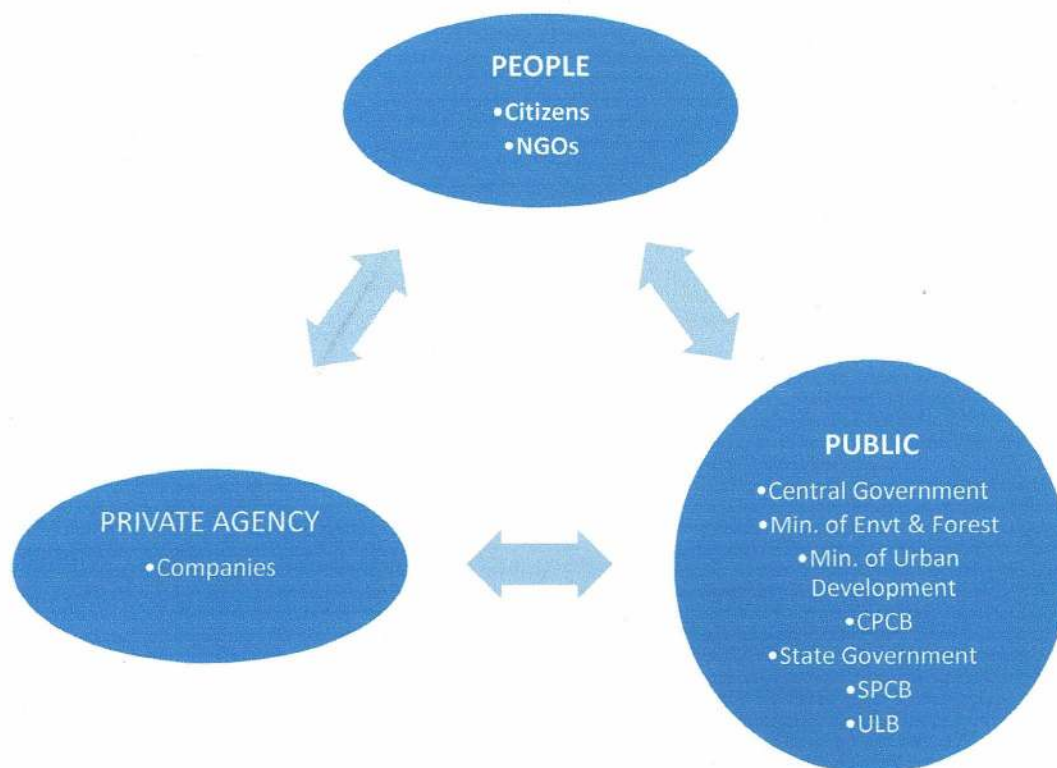 PEOPLE
•Citizens
•NGOs
PRIVATE AGENCY
•Companies
PUBLIC
•Central Government
•Min. of Envt & Forest
•Min. of Urban
Development
•CPCB
•State Government
•SPCB
•ULB